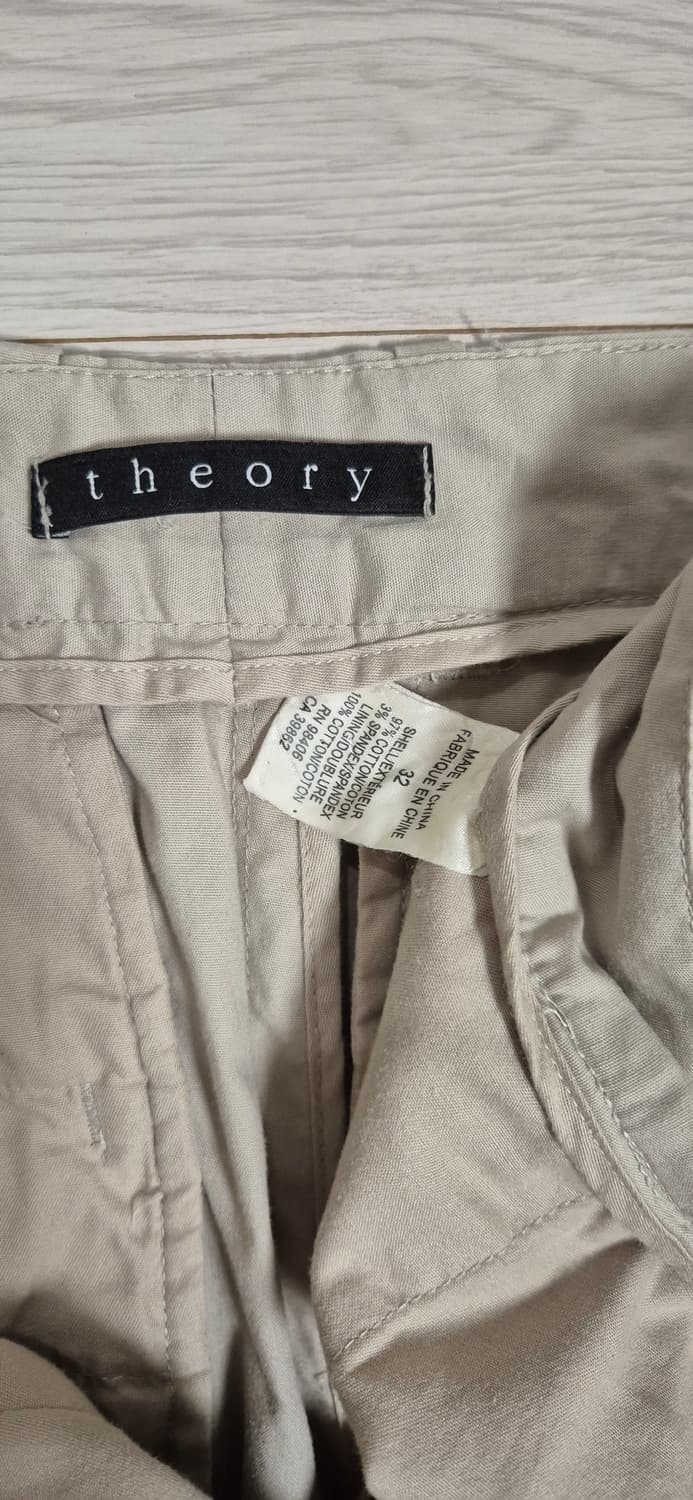 theory
MADE IN CHINA
FABRIQUE EN CHINE
32
SHELL/EXTERIEUR
97% COTTON/COTON
3% SPANDEX/SPANDEX
LINING/DOUBLURE
100% COTTON/COTON
RN 98406
CA 39862